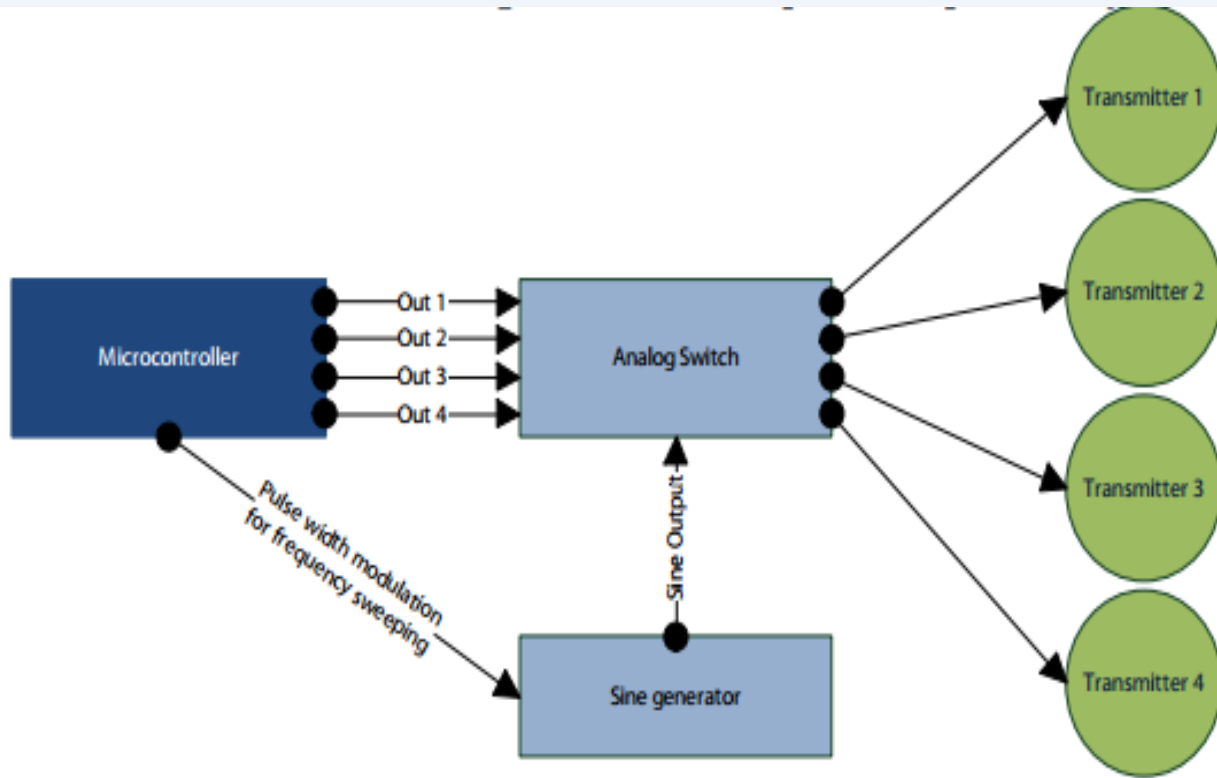 Transmitter 1
Transmitter 2
Out 1
Out 2
Microcontroller
Analog Switch
Out 3
Out 4
Transmitter 3
Pulse width modulation
for frequency sweeping
Sine Output
Sine generator
Transmitter 4